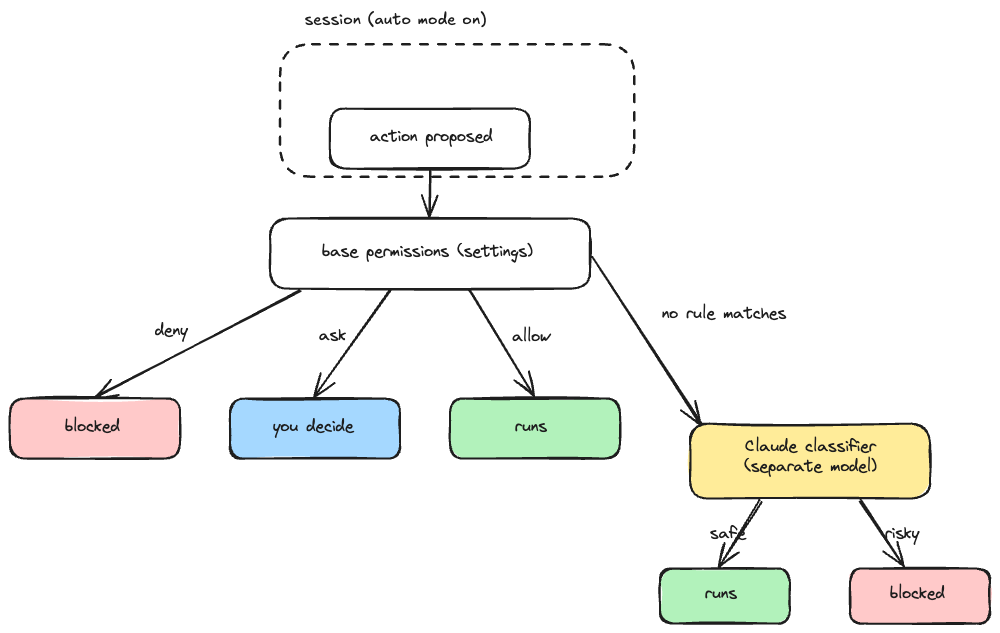 session (auto mode on)
action proposed
base permissions (settings)
deny
ask
allow
no rule matches
blocked
you decide
runs
Claude classifier
(separate model)
safe
risky
runs
blocked